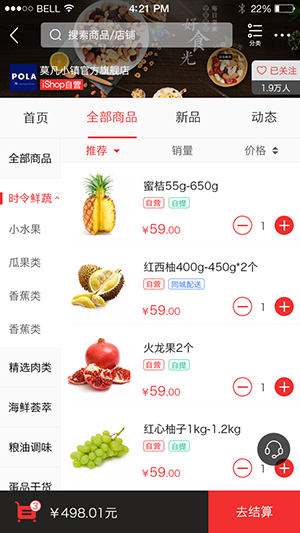 BELL 4:21 PM 22%
搜索商品/店铺
分类
好食光
POLA
莫凡小镇官方旗舰店
iShop自营
已关注
1.9万人
首页 全部商品 新品 动态
全部商品
时令鲜蔬
小水果
瓜果类
香蕉类
香蕉类
精选肉类
海鲜荟萃
粮油调味
蛋品干货
推荐 销量 价格
蜜桔55g-650g
自营 自提
¥59.00 1
红西柚400g-450g*2个
自营 同城配送
¥59.00 1
火龙果2个
自营 自提
¥59.00 1
红心柚子1kg-1.2kg
自营 自提
¥59.00 1
3
¥498.01元
去结算